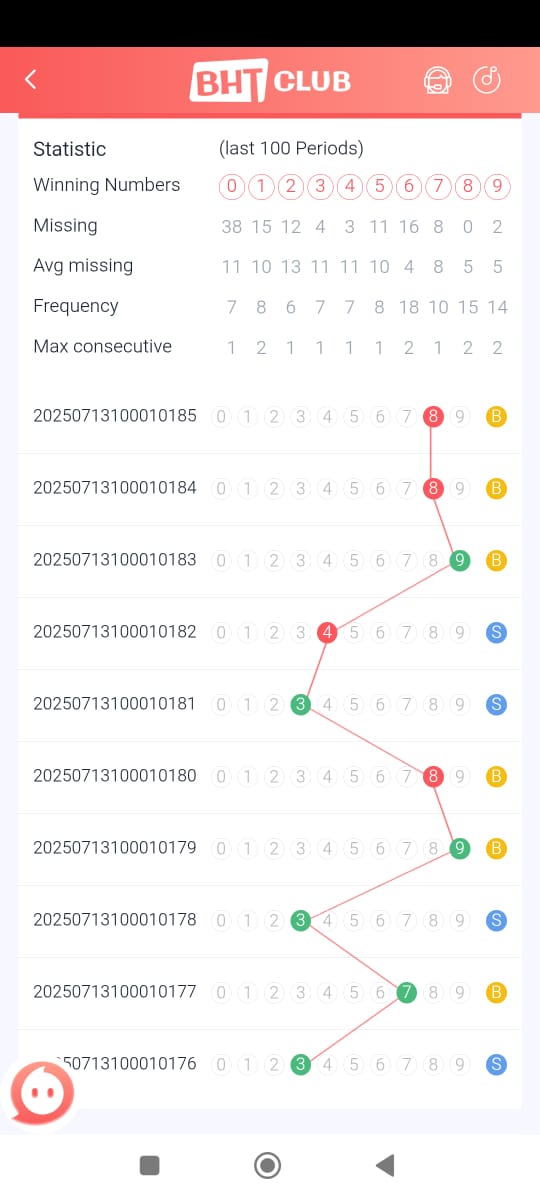 BHT CLUB
Statistic (last 100 Periods)
Winning Numbers 0 1 2 3 4 5 6 7 8 9
Missing 38 15 12 4 3 11 16 8 0 2
Avg missing 11 10 13 11 11 10 4 8 5 5
Frequency 7 8 6 7 7 8 18 10 15 14
Max consecutive 1 2 1 1 1 1 2 1 2 2
20250713100010185 0 1 2 3 4 5 6 7 8 9 B
20250713100010184 0 1 2 3 4 5 6 7 8 9 B
20250713100010183 0 1 2 3 4 5 6 7 8 9 B
20250713100010182 0 1 2 3 4 5 6 7 8 9 S
20250713100010181 0 1 2 3 4 5 6 7 8 9 S
20250713100010180 0 1 2 3 4 5 6 7 8 9 B
20250713100010179 0 1 2 3 4 5 6 7 8 9 B
20250713100010178 0 1 2 3 4 5 6 7 8 9 S
20250713100010177 0 1 2 3 4 5 6 7 8 9 B
50713100010176 0 1 2 3 4 5 6 7 8 9 S